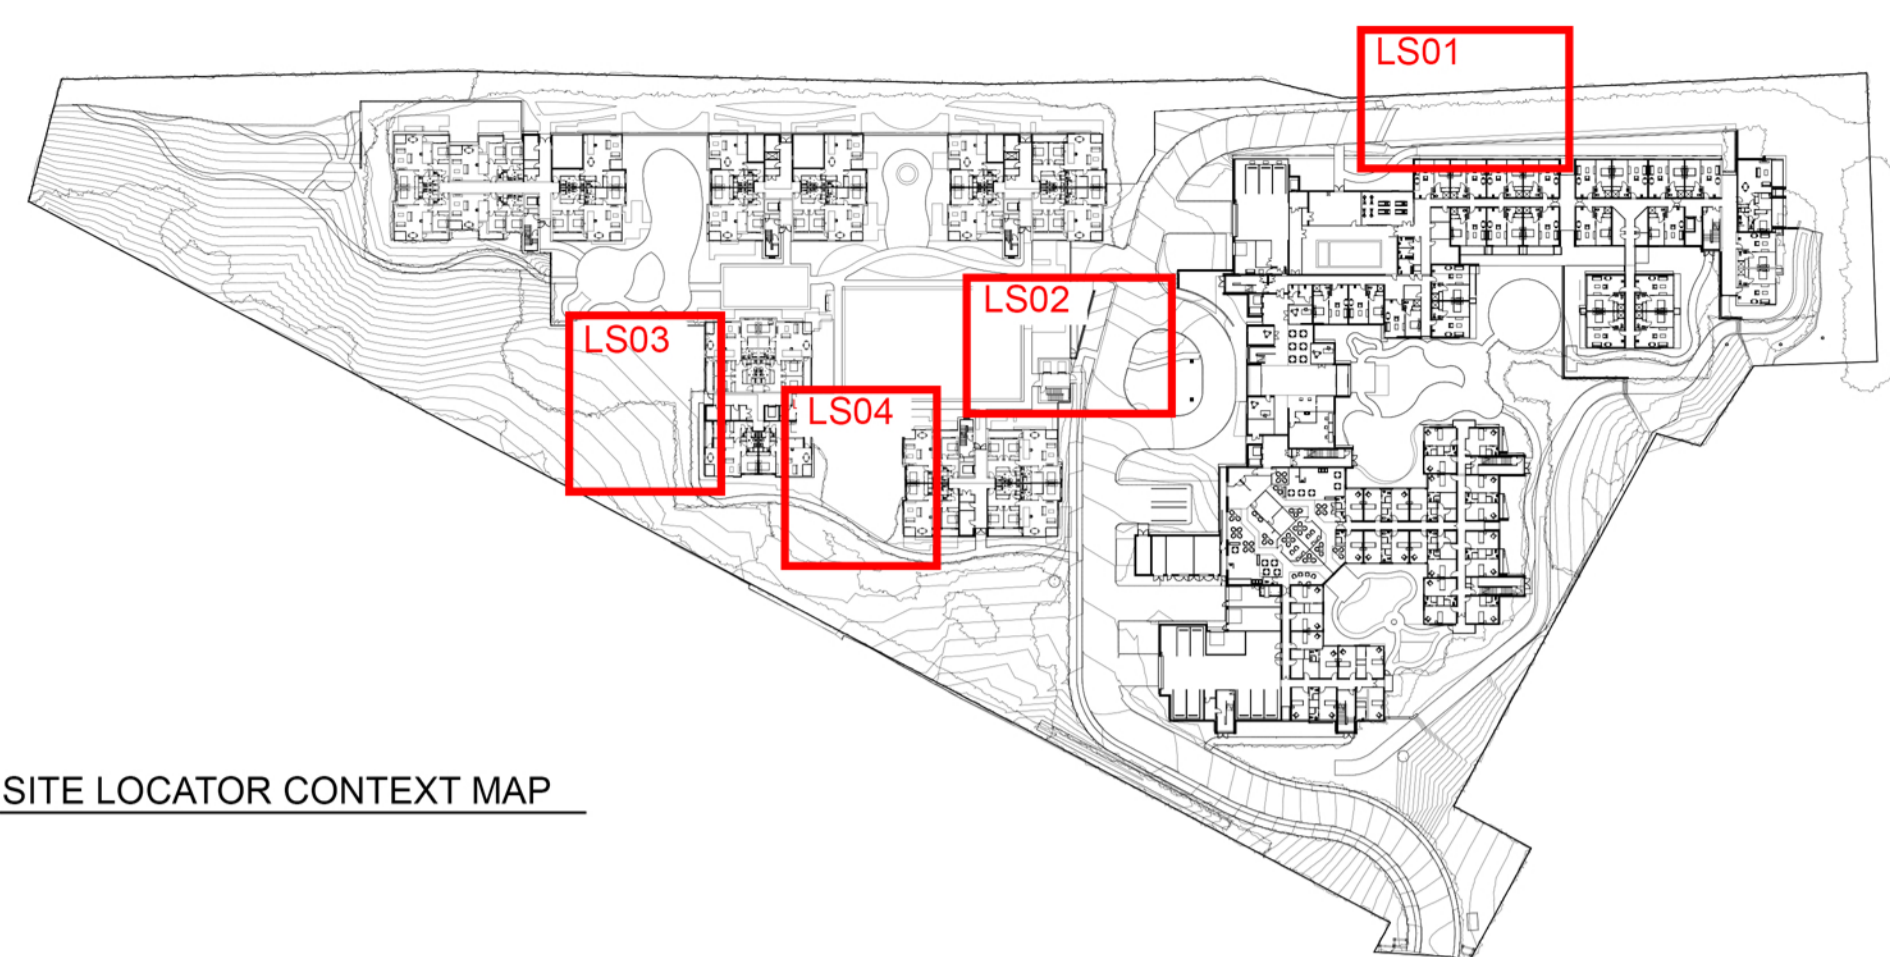 LS01
LS02
LS03
LS04
SITE LOCATOR CONTEXT MAP